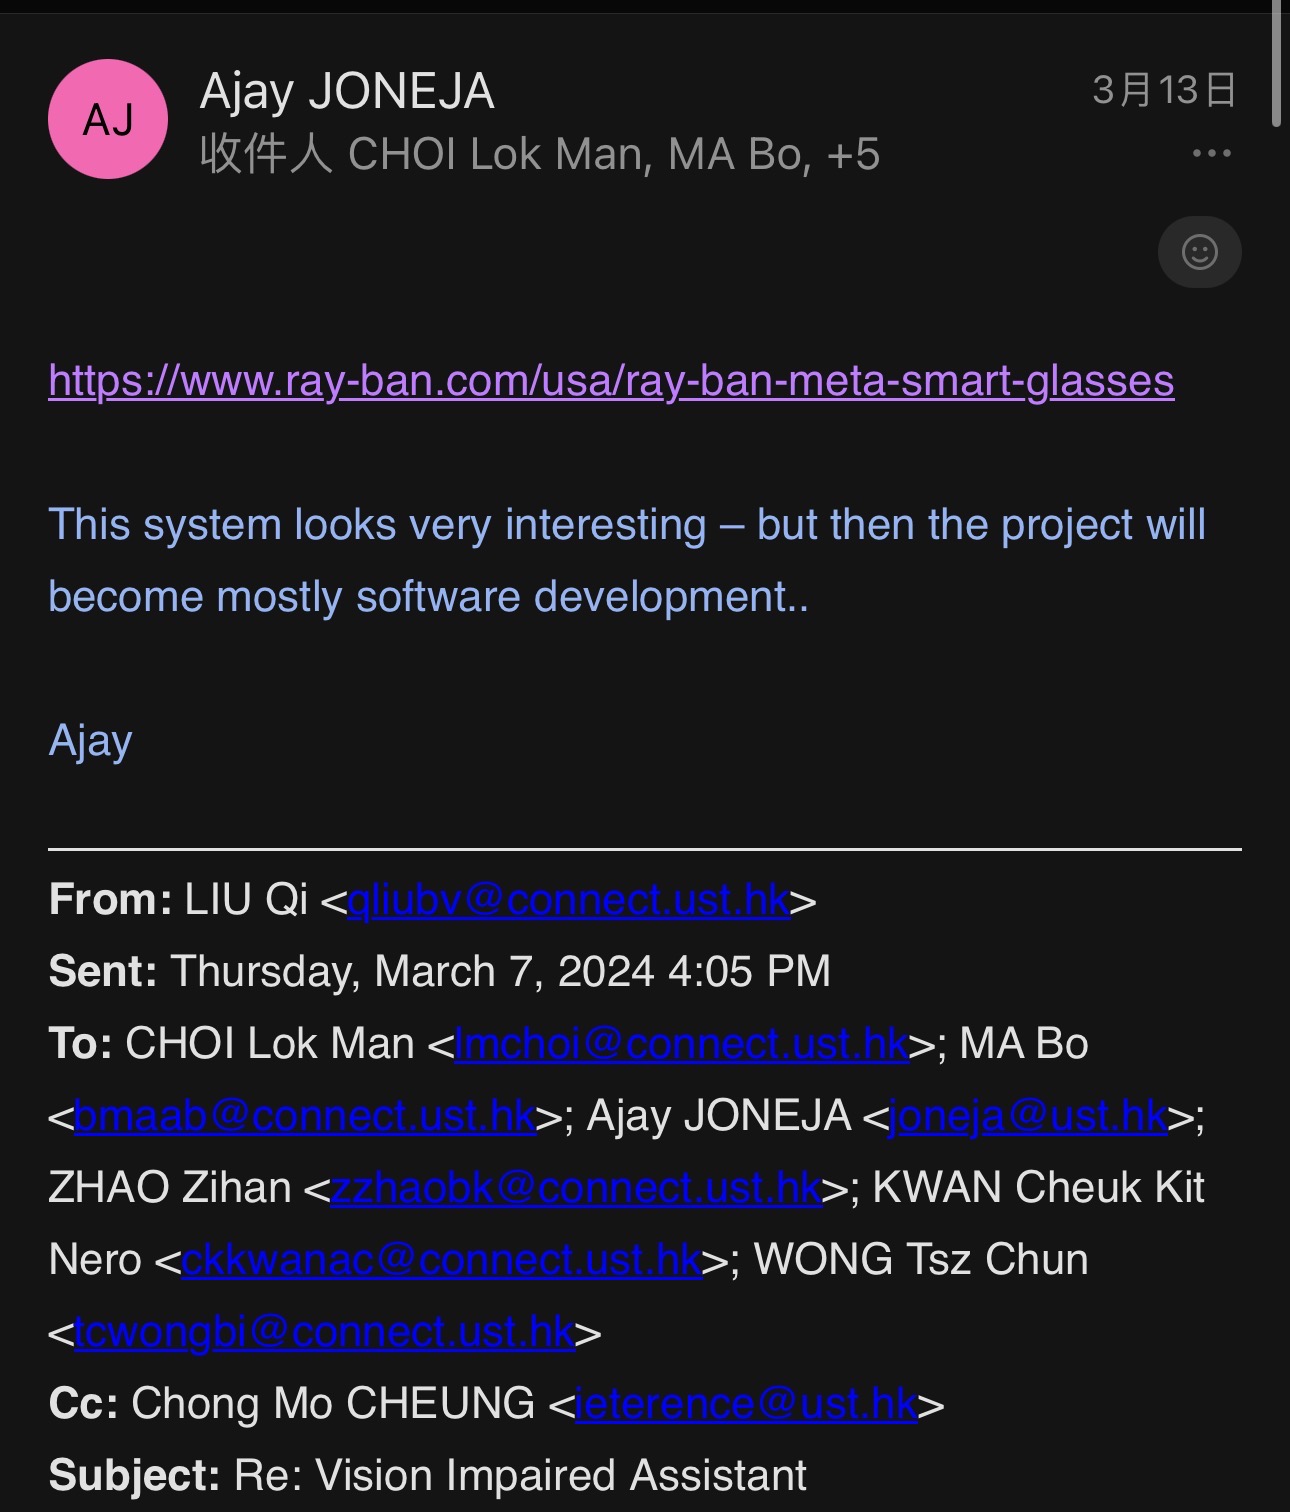 AJ
Ajay JONEJA
3月13日
收件人 CHOI Lok Man, MA Bo, +5
https://www.ray-ban.com/usa/ray-ban-meta-smart-glasses
This system looks very interesting – but then the project will
become mostly software development..
Ajay
From: LIU Qi <qliubv@connect.ust.hk>
Sent: Thursday, March 7, 2024 4:05 PM
To: CHOI Lok Man <lmchoi@connect.ust.hk>; MA Bo
<bmaab@connect.ust.hk>; Ajay JONEJA <joneja@ust.hk>;
ZHAO Zihan <zzhaobk@connect.ust.hk>; KWAN Cheuk Kit
Nero <ckkwanac@connect.ust.hk>; WONG Tsz Chun
<tcwongbi@connect.ust.hk>
Cc: Chong Mo CHEUNG <ieterence@ust.hk>
Subject: Re: Vision Impaired Assistant